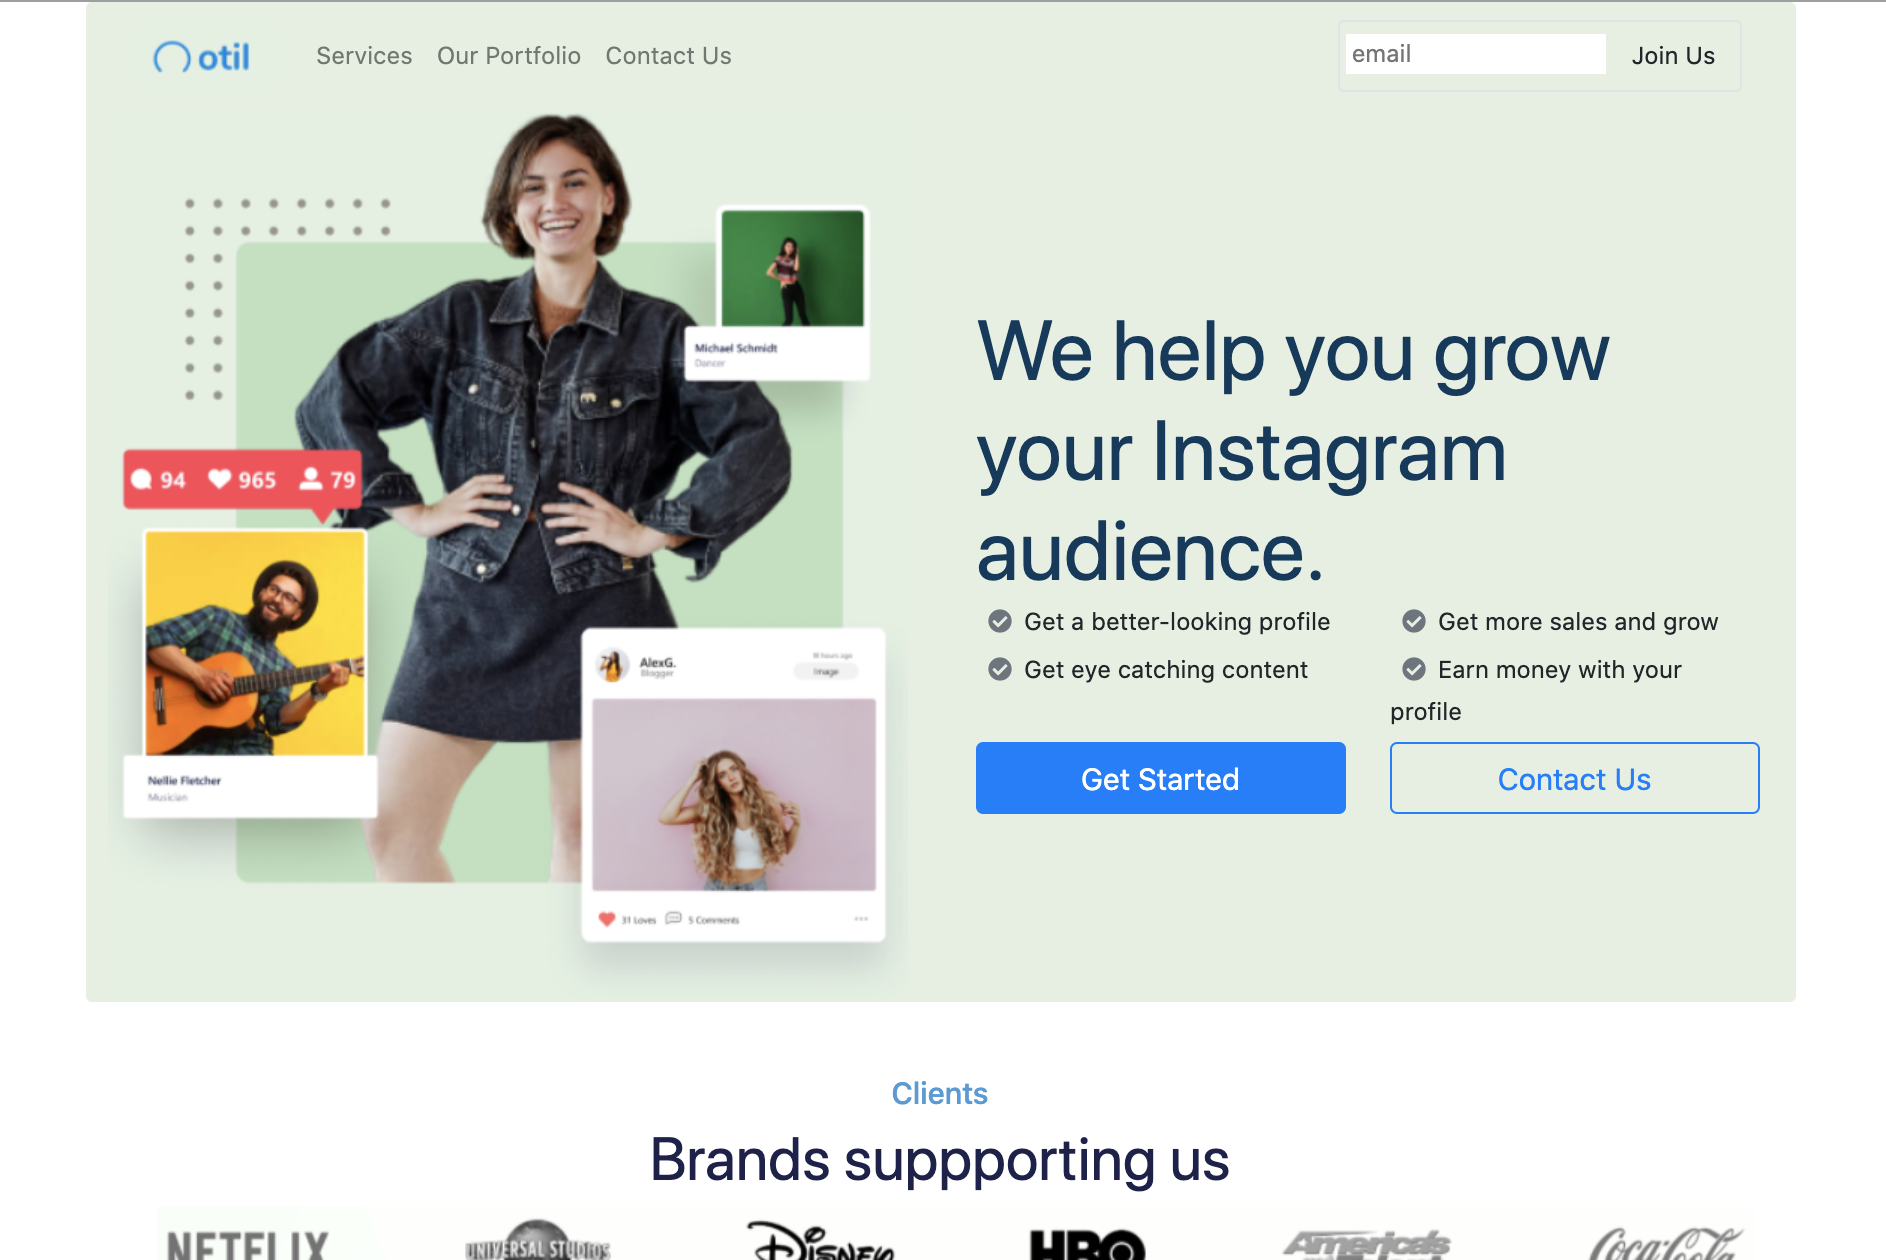 otil
Services Our Portfolio Contact Us
email Join Us
Michael Schmidt
Dancer
94 965 79
Nellie Fletcher
Musician
AlexG.
Blogger
18 hours ago
Image
31 Loves 5 Comments
We help you grow
your Instagram
audience.
Get a better-looking profile
Get eye catching content
Get more sales and grow
Earn money with your
profile
Get Started Contact Us
Clients
Brands suppporting us
NETFLIX
UNIVERSAL STUDIOS
DISNEY
HBO
America's
Coca-Cola